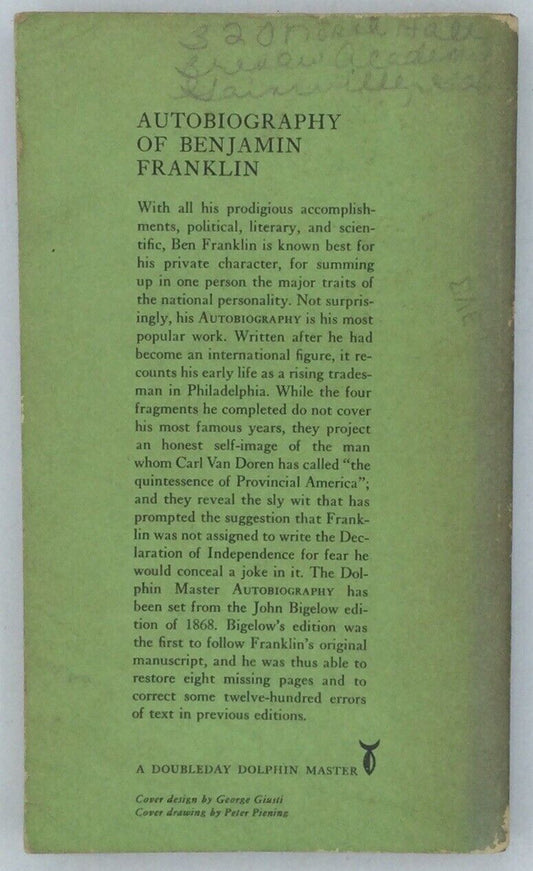 320 Hall
Brenau Academy
Gainesville, Ga
AUTOBIOGRAPHY
OF BENJAMIN
FRANKLIN
With all his prodigious accomplish-
ments, political, literary, and scien-
tific, Ben Franklin is known best for
his private character, for summing
up in one person the major traits of
the national personality. Not surpris-
ingly, his AUTOBIOGRAPHY is his most
popular work. Written after he had
become an international figure, it re-
counts his early life as a rising trades-
man in Philadelphia. While the four
fragments he completed do not cover
his most famous years, they project
an honest self-image of the man
whom Carl Van Doren has called “the
quintessence of Provincial America”;
and they reveal the sly wit that has
prompted the suggestion that Frank-
lin was not assigned to write the Dec-
laration of Independence for fear he
would conceal a joke in it. The Dol-
phin Master AUTOBIOGRAPHY has
been set from the John Bigelow edi-
tion of 1868. Bigelow’s edition was
the first to follow Franklin’s original
manuscript, and he was thus able to
restore eight missing pages and to
correct some twelve-hundred errors
of text in previous editions.
A DOUBLEDAY DOLPHIN MASTER
Cover design by George Giusti
Cover drawing by Peter Piening